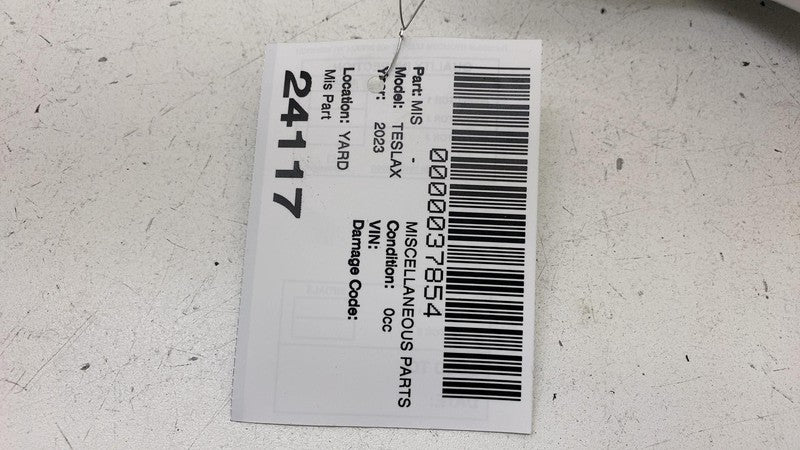 0000037854
Part: MIS - MISCELLANEOUS PARTS
Model: TESLAX Condition: 0cc
Year: 2023 VIN:
Damage Code:
Location: YARD
Mis Part
24117